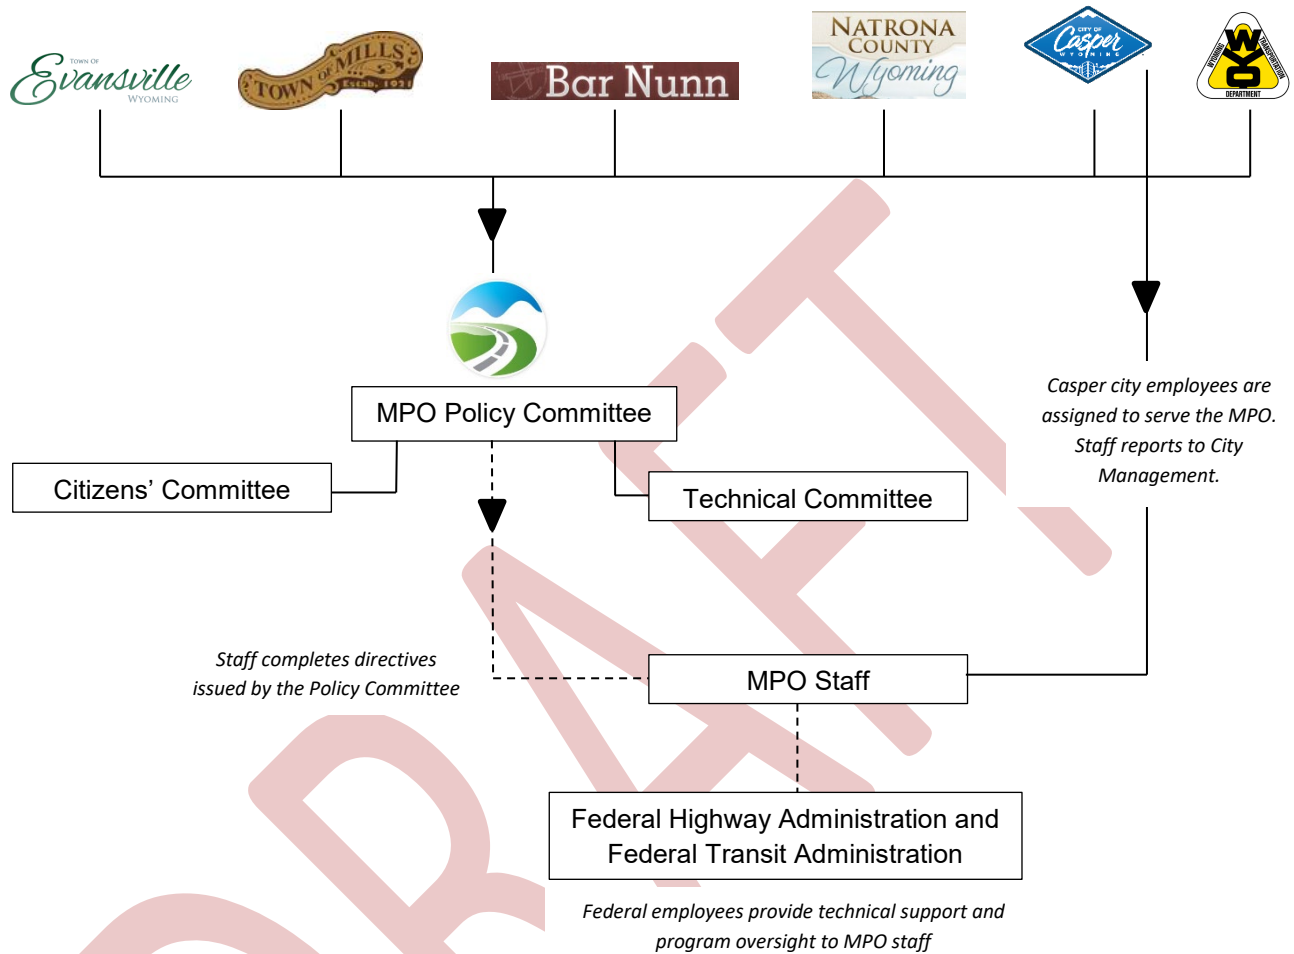 TOWN OF
Evansville
WYOMING
TOWN OF MILLS
Estab. 1921
Bar Nunn
NATRONA
COUNTY
Wyoming
CITY OF
Casper
WYOMING
WYOMING
TRANSPORTATION
WYO
DEPARTMENT
MPO Policy Committee
Casper city employees are
assigned to serve the MPO.
Staff reports to City
Management.
Citizens’ Committee
Technical Committee
Staff completes directives
issued by the Policy Committee
MPO Staff
Federal Highway Administration and
Federal Transit Administration
Federal employees provide technical support and
program oversight to MPO staff
DRAFT